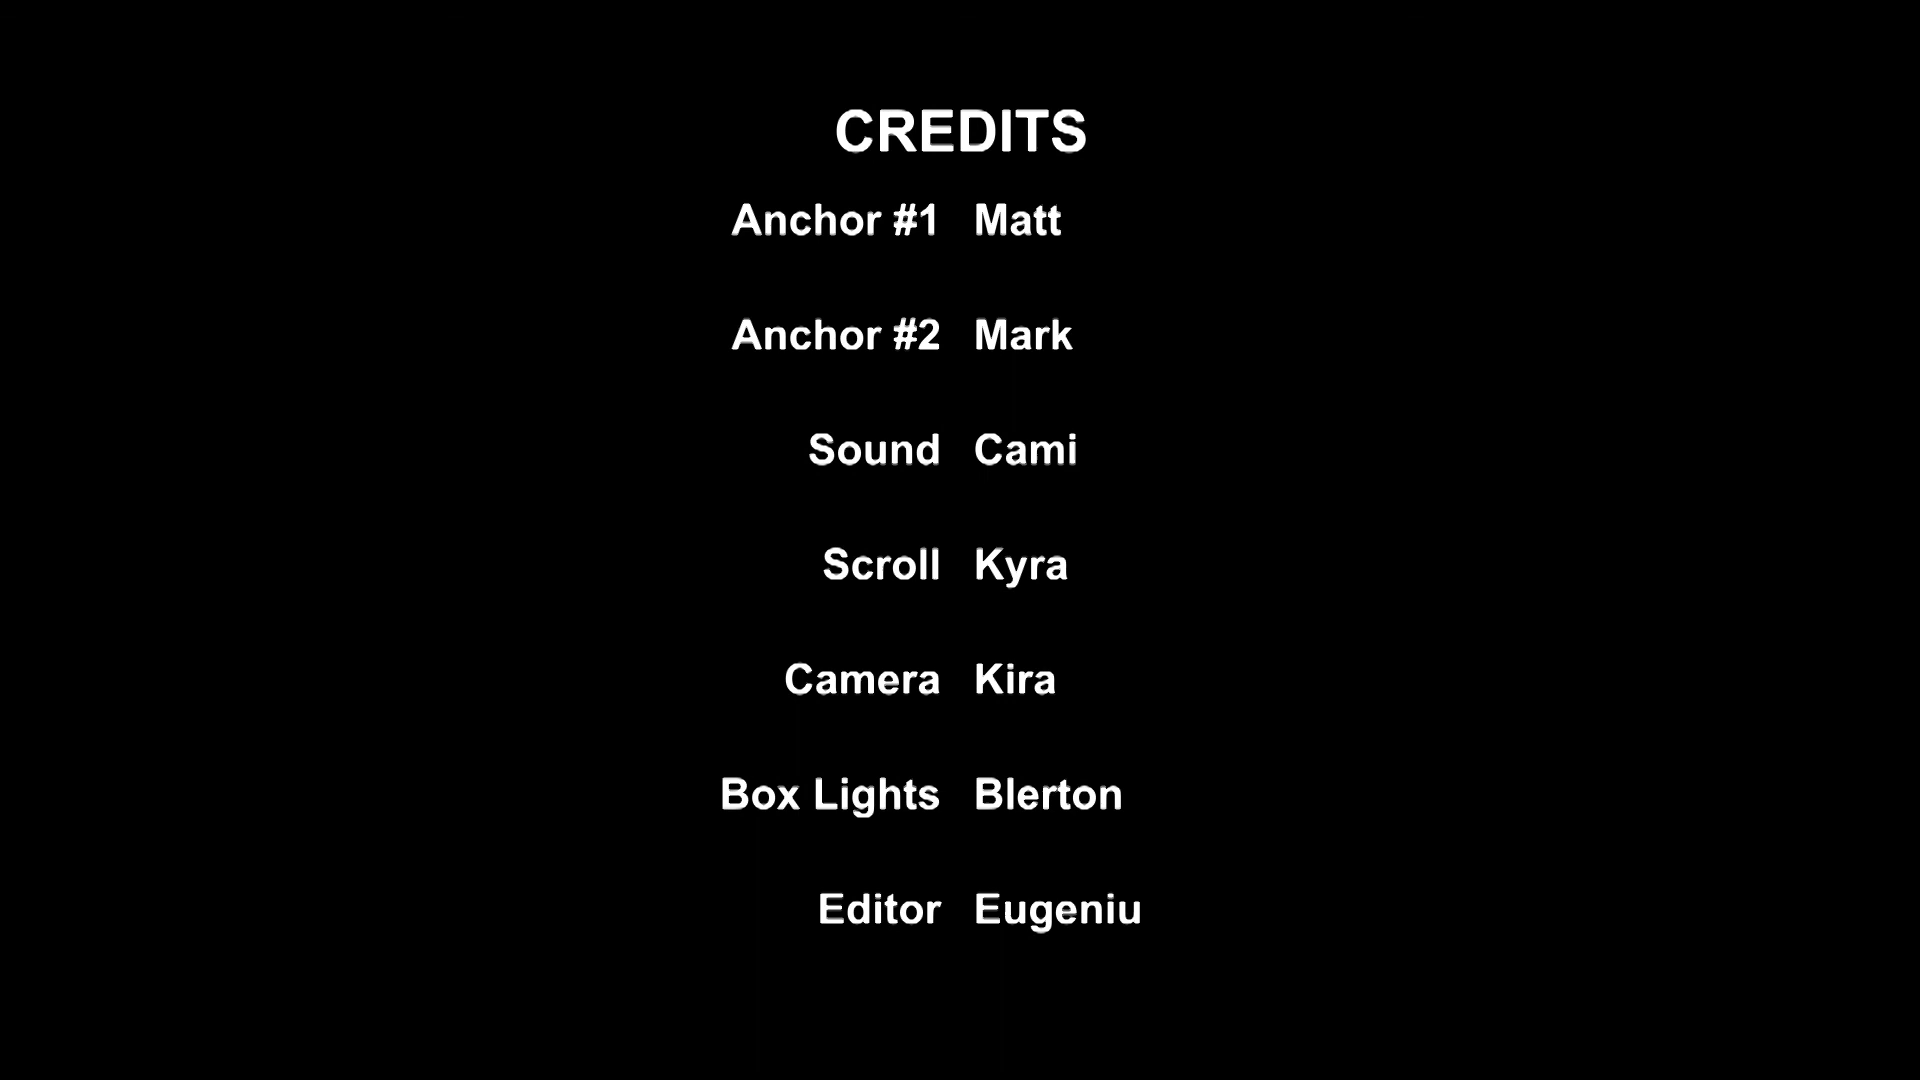 CREDITS
Anchor #1 Matt
Anchor #2 Mark
Sound Cami
Scroll Kyra
Camera Kira
Box Lights Blerton
Editor Eugeniu